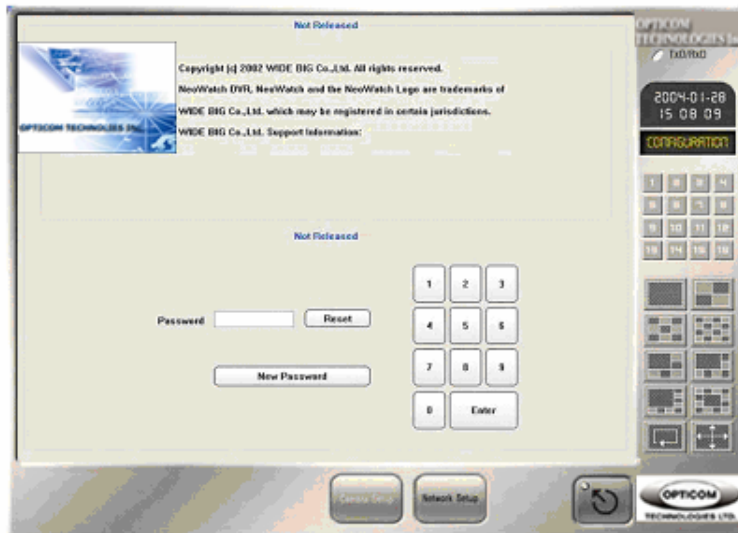 Not Released
OPTICOM TECHNOLOGIES INC
Copyright (c) 2002 WIDE BIG Co.,Ltd. All rights reserved.
NeoWatch DVR, NeoWatch and the NeoWatch Logo are trademarks of
WIDE BIG Co.,Ltd. which may be registered in certain jurisdictions.
WIDE BIG Co.,Ltd. Support Information:
Not Released
Password
Reset
New Password
1 2 3
4 5 6
7 8 9
0 Enter
OPTICOM
TECHNOLOGIES
TxD/RxD
2004-01-28
15 08 09
CONFIGURATION
1 2 3 4
5 6 7 8
9 10 11 12
13 14 15 16
Camera Setup
Network Setup
OPTICOM
TECHNOLOGIES LTD.